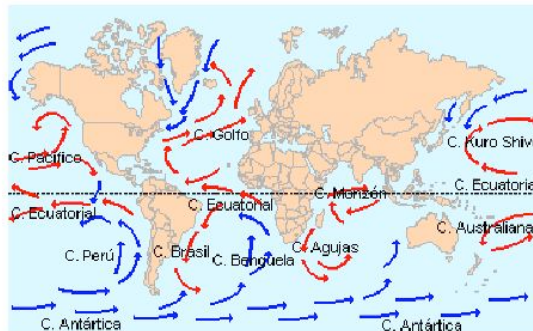 C. Golfo
C. Kuro Shiv
C. Pacífico
C. Monzón
C. Ecuatoria
C. Ecuatorial
C. Ecuatorial
C. Australiana
C. Perú
C. Brasil
C. Benguela
C. Agujas
C. Antártica
C. Antártica